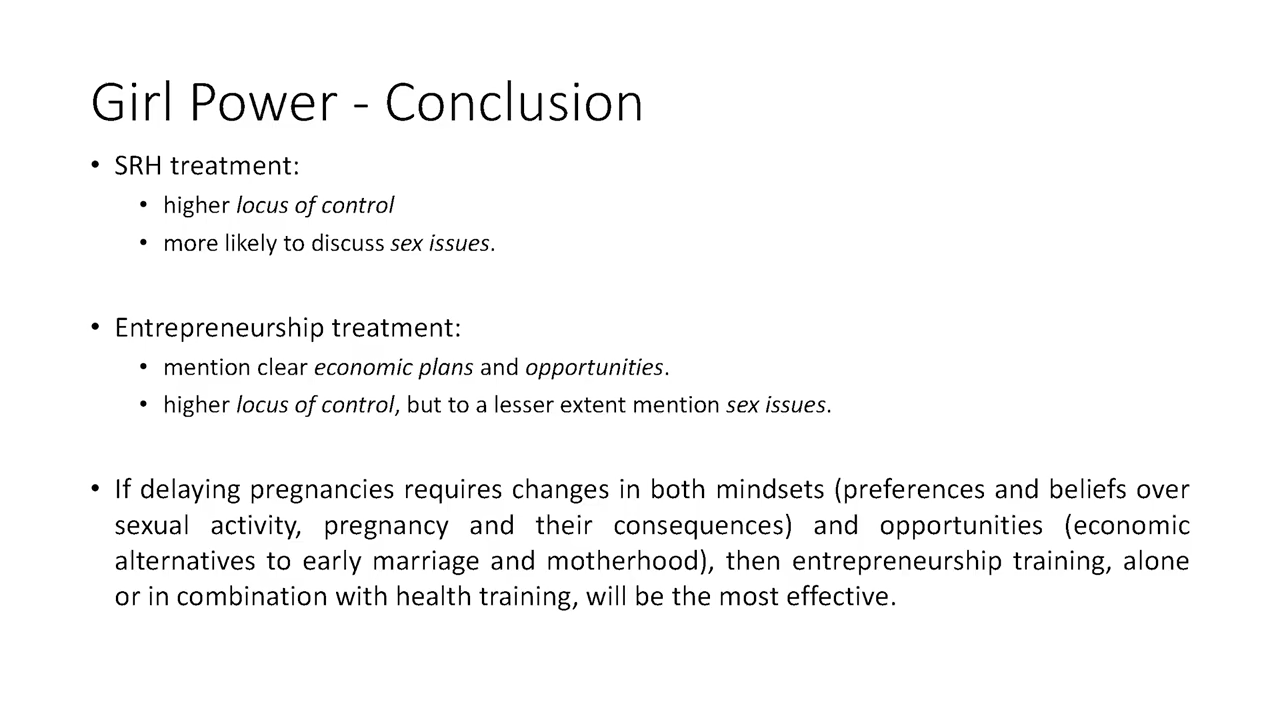 Girl Power - Conclusion
• SRH treatment:
• higher locus of control
• more likely to discuss sex issues.
• Entrepreneurship treatment:
• mention clear economic plans and opportunities.
• higher locus of control, but to a lesser extent mention sex issues.
• If delaying pregnancies requires changes in both mindsets (preferences and beliefs over
sexual activity, pregnancy and their consequences) and opportunities (economic
alternatives to early marriage and motherhood), then entrepreneurship training, alone
or in combination with health training, will be the most effective.